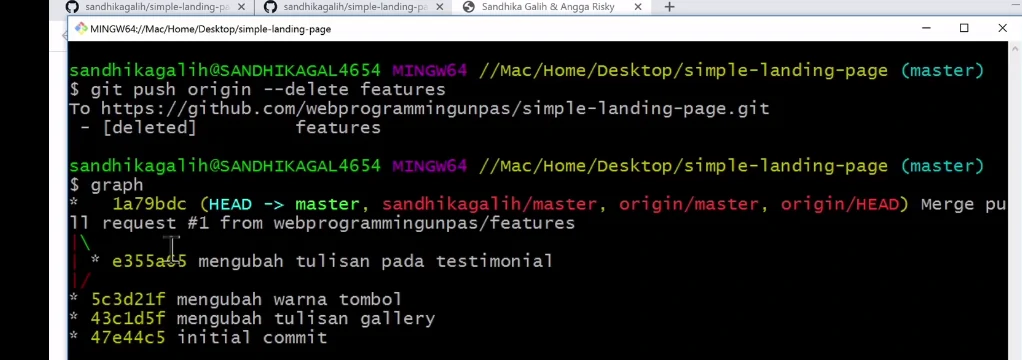 sandhikagalih/simple-landing-pa × sandhikagalih/simple-landing-pa × Sandhika Galih & Angga Risky × +
MINGW64://Mac/Home/Desktop/simple-landing-page
sandhikagalih@SANDHIKAGAL4654 MINGW64 //Mac/Home/Desktop/simple-landing-page (master)
$ git push origin --delete features
To https://github.com/webprogrammingunpas/simple-landing-page.git
 - [deleted]         features
sandhikagalih@SANDHIKAGAL4654 MINGW64 //Mac/Home/Desktop/simple-landing-page (master)
$ graph
*   1a79bdc (HEAD -> master, sandhikagalih/master, origin/master, origin/HEAD) Merge pu
ll request #1 from webprogrammingunpas/features
|\
| * mengubah tulisan pada testimonial
|/
* 5c3d21f mengubah warna tombol
* 43c1d5f mengubah tulisan gallery
* 47e44c5 initial commit